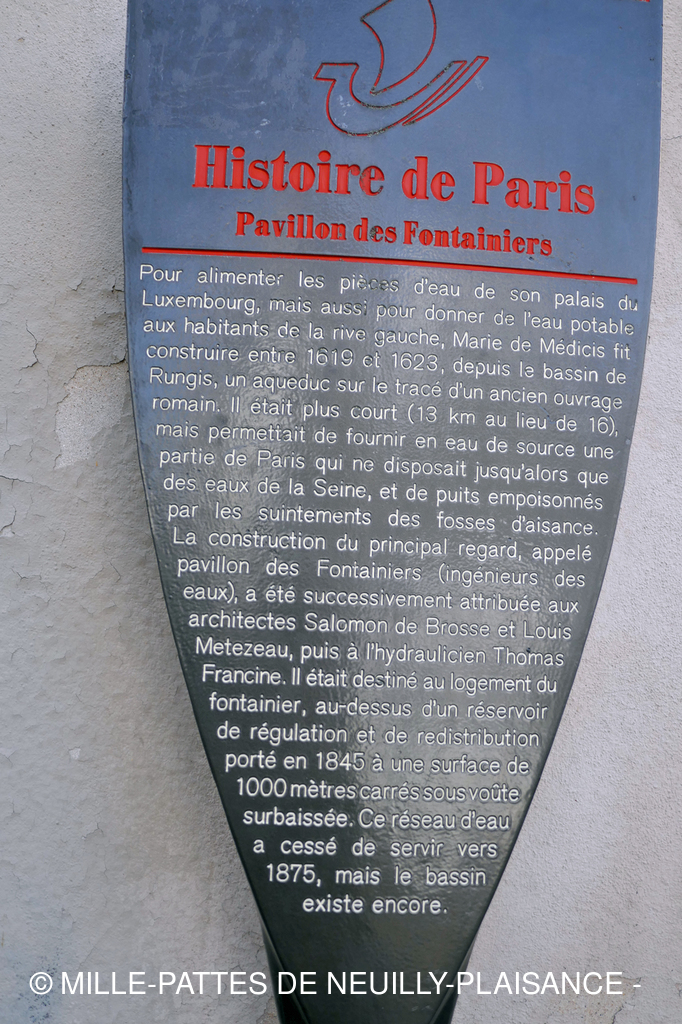 Histoire de Paris
Pavillon des Fontainiers
Pour alimenter les pièces d'eau de son palais du
Luxembourg, mais aussi pour donner de l'eau potable
aux habitants de la rive gauche, Marie de Médicis fit
construire entre 1619 et 1623, depuis le bassin de
Rungis, un aqueduc sur le tracé d'un ancien ouvrage
romain. Il était plus court (13 km au lieu de 16),
mais permettait de fournir en eau de source une
partie de Paris qui ne disposait jusqu'alors que
des eaux de la Seine, et de puits empoisonnés
par les suintements des fosses d'aisance.
La construction du principal regard, appelé
pavillon des Fontainiers (ingénieurs des
eaux), a été successivement attribuée aux
architectes Salomon de Brosse et Louis
Metezeau, puis à l'hydraulicien Thomas
Francine. Il était destiné au logement du
fontainier, au-dessus d'un réservoir
de régulation et de redistribution
porté en 1845 à une surface de
1000 mètres carrés sous voûte
surbaissée. Ce réseau d'eau
a cessé de servir vers
1875, mais le bassin
existe encore.
© MILLE-PATTES DE NEUILLY-PLAISANCE -